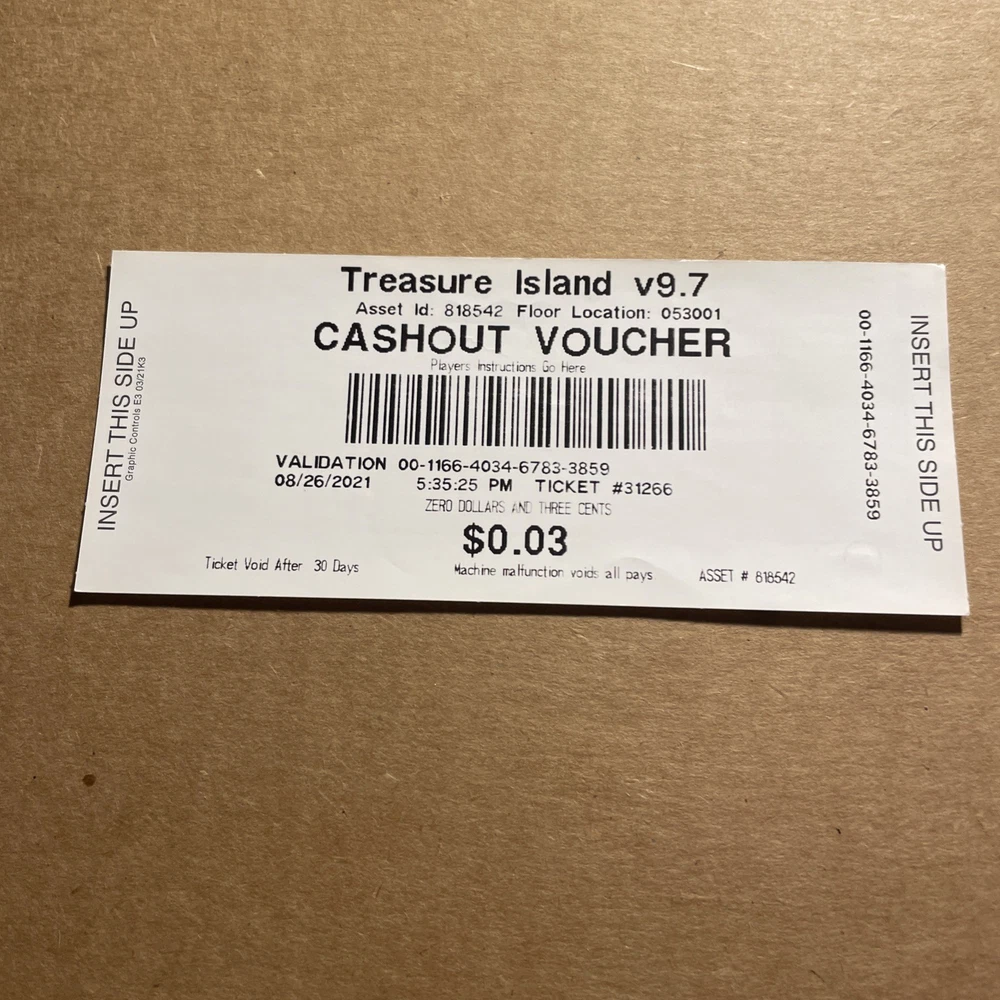 Treasure Island v9.7
Asset Id: 818542 Floor Location: 053001
CASHOUT VOUCHER
Players Instructions Go Here
INSERT THIS SIDE UP
Graphic Controls E3 03/21K3
VALIDATION 00-1166-4034-6783-3859
08/26/2021 5:35:25 PM TICKET #31266
ZERO DOLLARS AND THREE CENTS
$0.03
Ticket Void After 30 Days
Machine malfunction voids all pays
ASSET # 818542
00-1166-4034-6783-3859
INSERT THIS SIDE UP